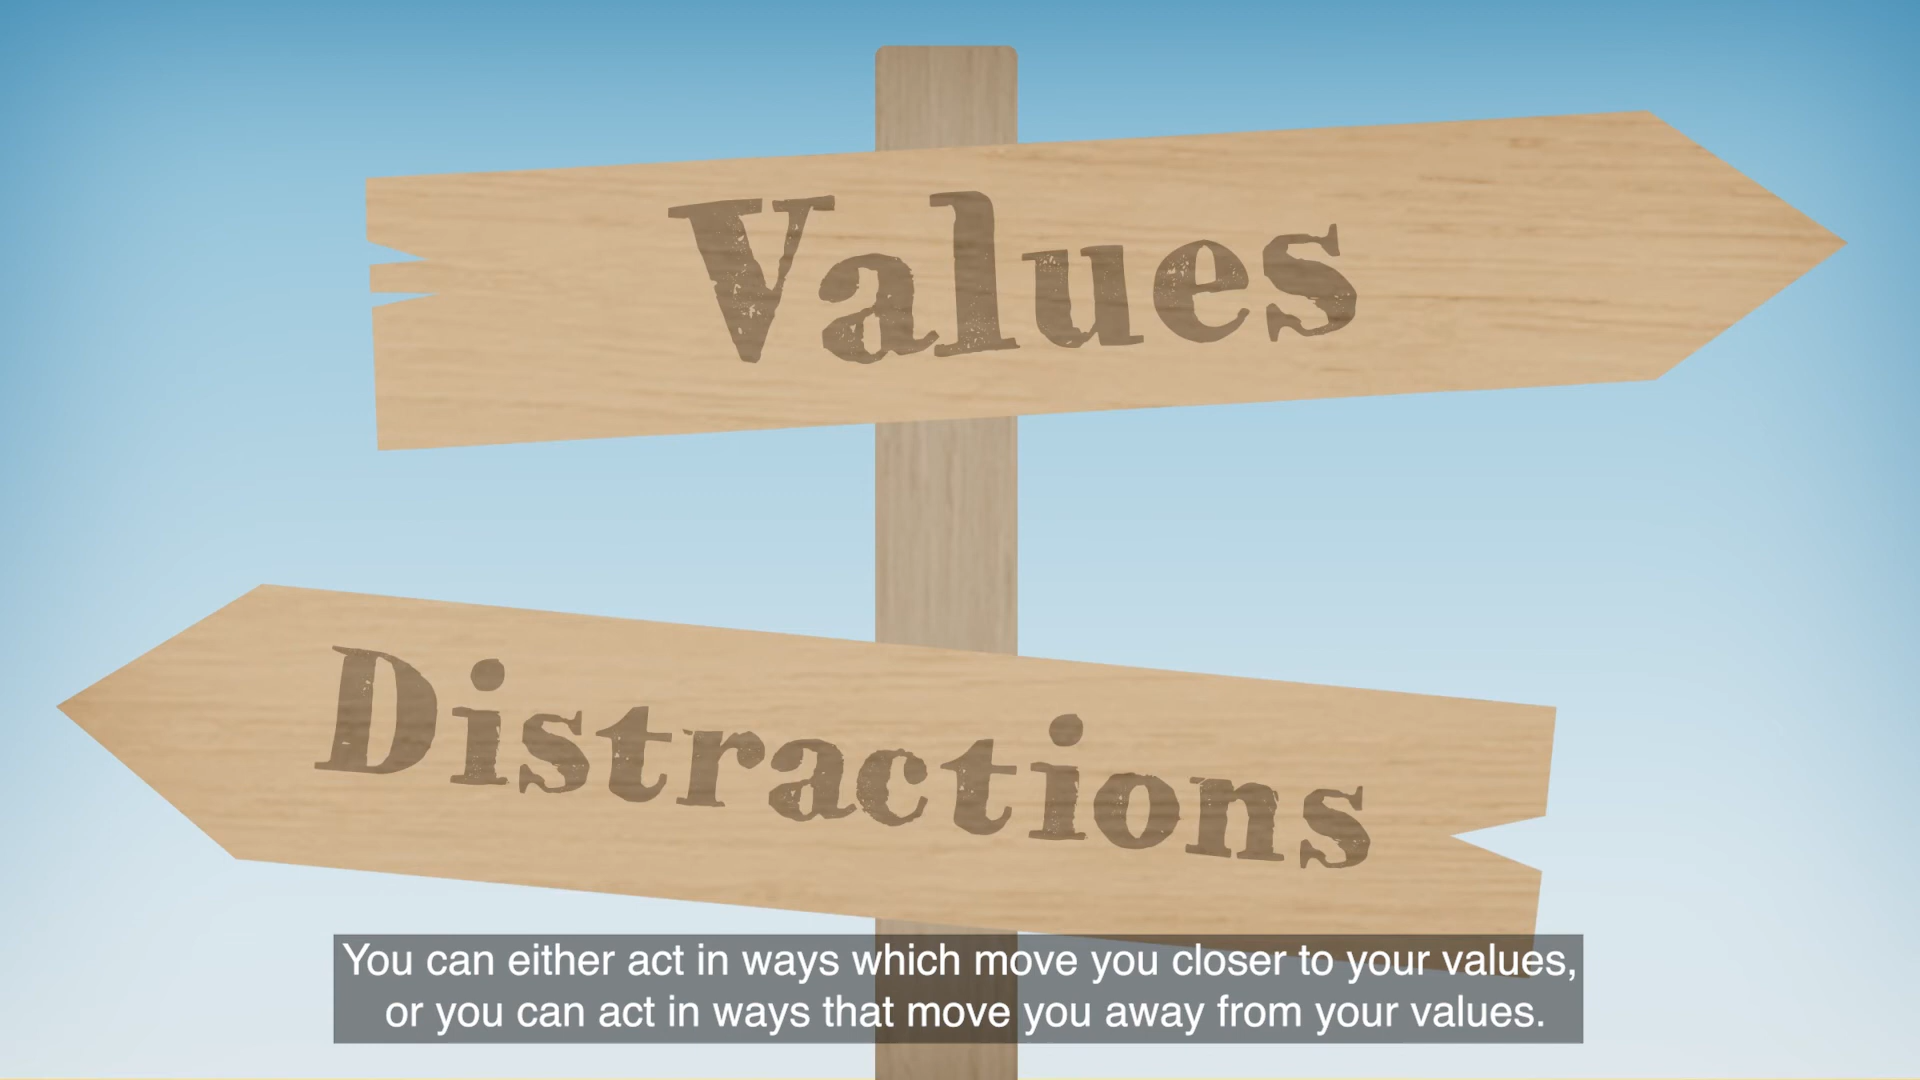 Values
Distractions
You can either act in ways which move you closer to your values,
or you can act in ways that move you away from your values.